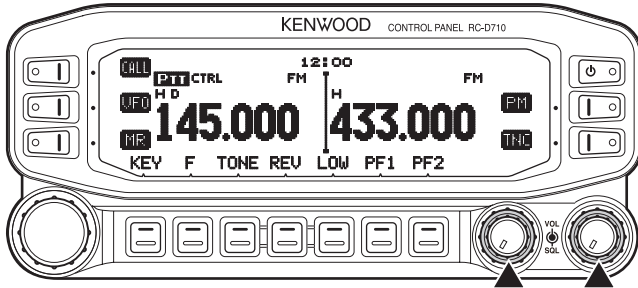 KENWOOD CONTROL PANEL RC-D710
12:00
CALL PTT CTRL FM FM
VFO H D H PM
MR 145.000 433.000 TNC
KEY F TONE REV LOW PF1 PF2
VOL
SQL